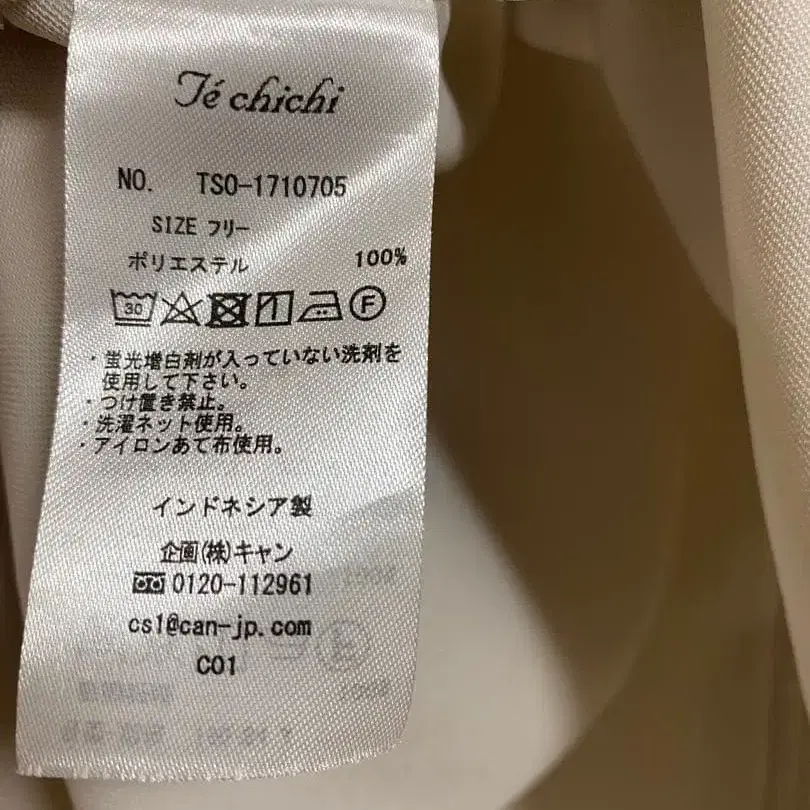 Té chichi
NO. TSO-1710705
SIZE フリー
ポリエステル 100%
30 F
・蛍光増白剤が入っていない洗剤を
使用して下さい。
・つけ置き禁止。
・洗濯ネット使用。
・アイロンあて布使用。
インドネシア製
企画(株)キャン
0120-112961
cs1@can-jp.com
C01